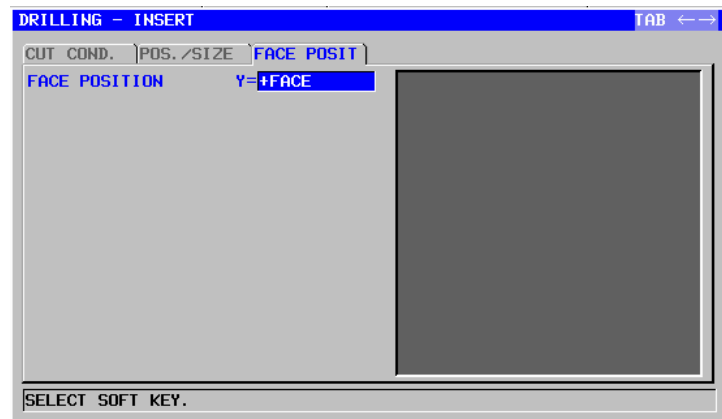 DRILLING - INSERT TAB ←→
CUT COND. POS./SIZE FACE POSIT
FACE POSITION Y=+FACE
SELECT SOFT KEY.